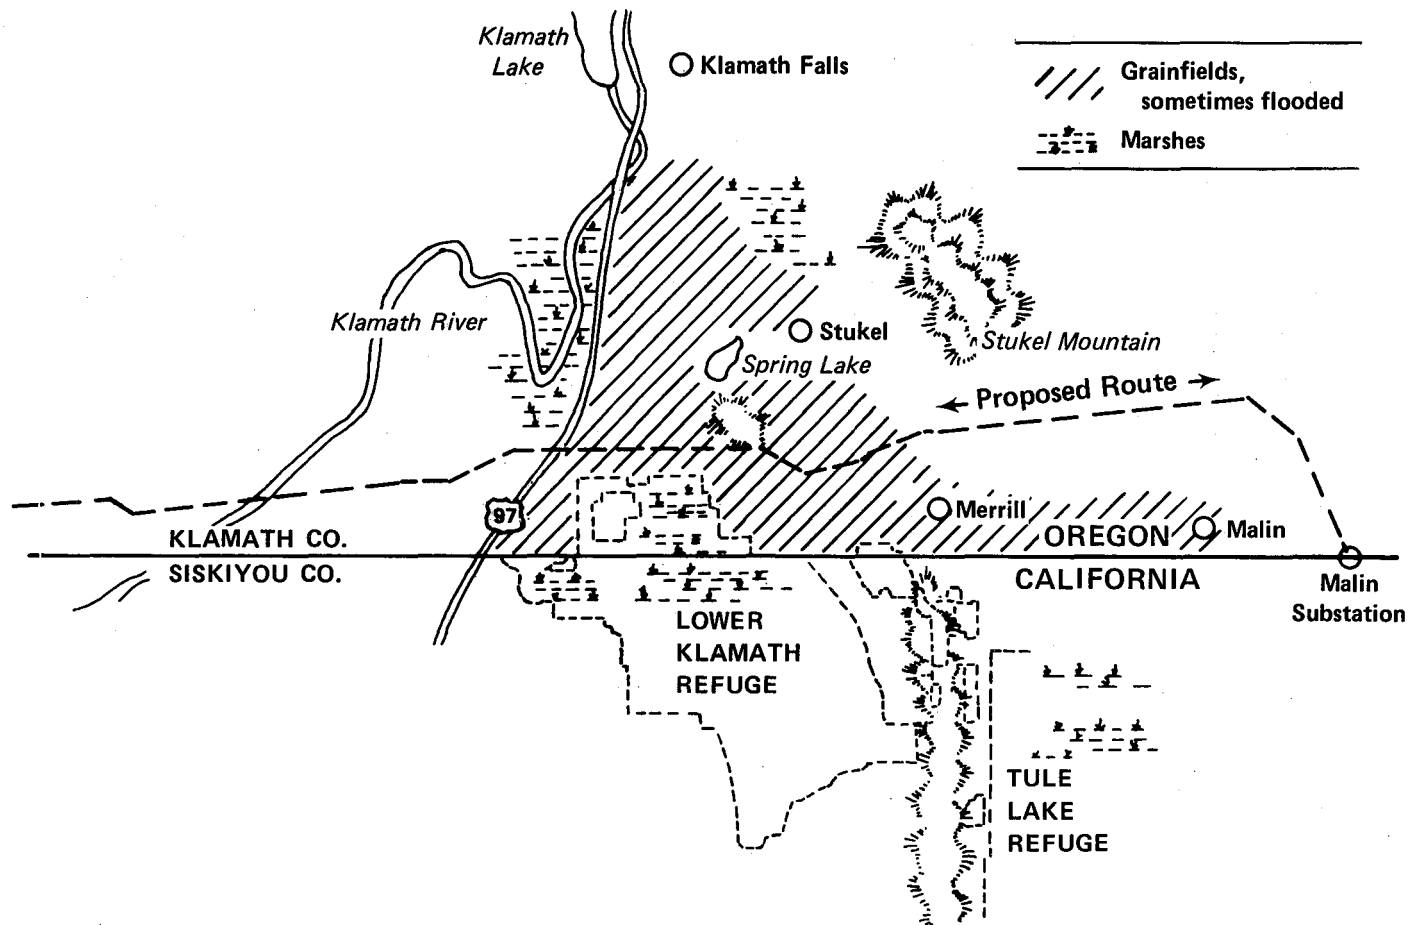 Klamath
Lake
Klamath Falls
Grainfields,
sometimes flooded
Marshes
Klamath River
Stukel
Spring Lake
Stukel Mountain
Proposed Route
97
Merrill
Malin
KLAMATH CO.
OREGON
SISKIYOU CO.
CALIFORNIA
Malin
Substation
LOWER
KLAMATH
REFUGE
TULE
LAKE
REFUGE